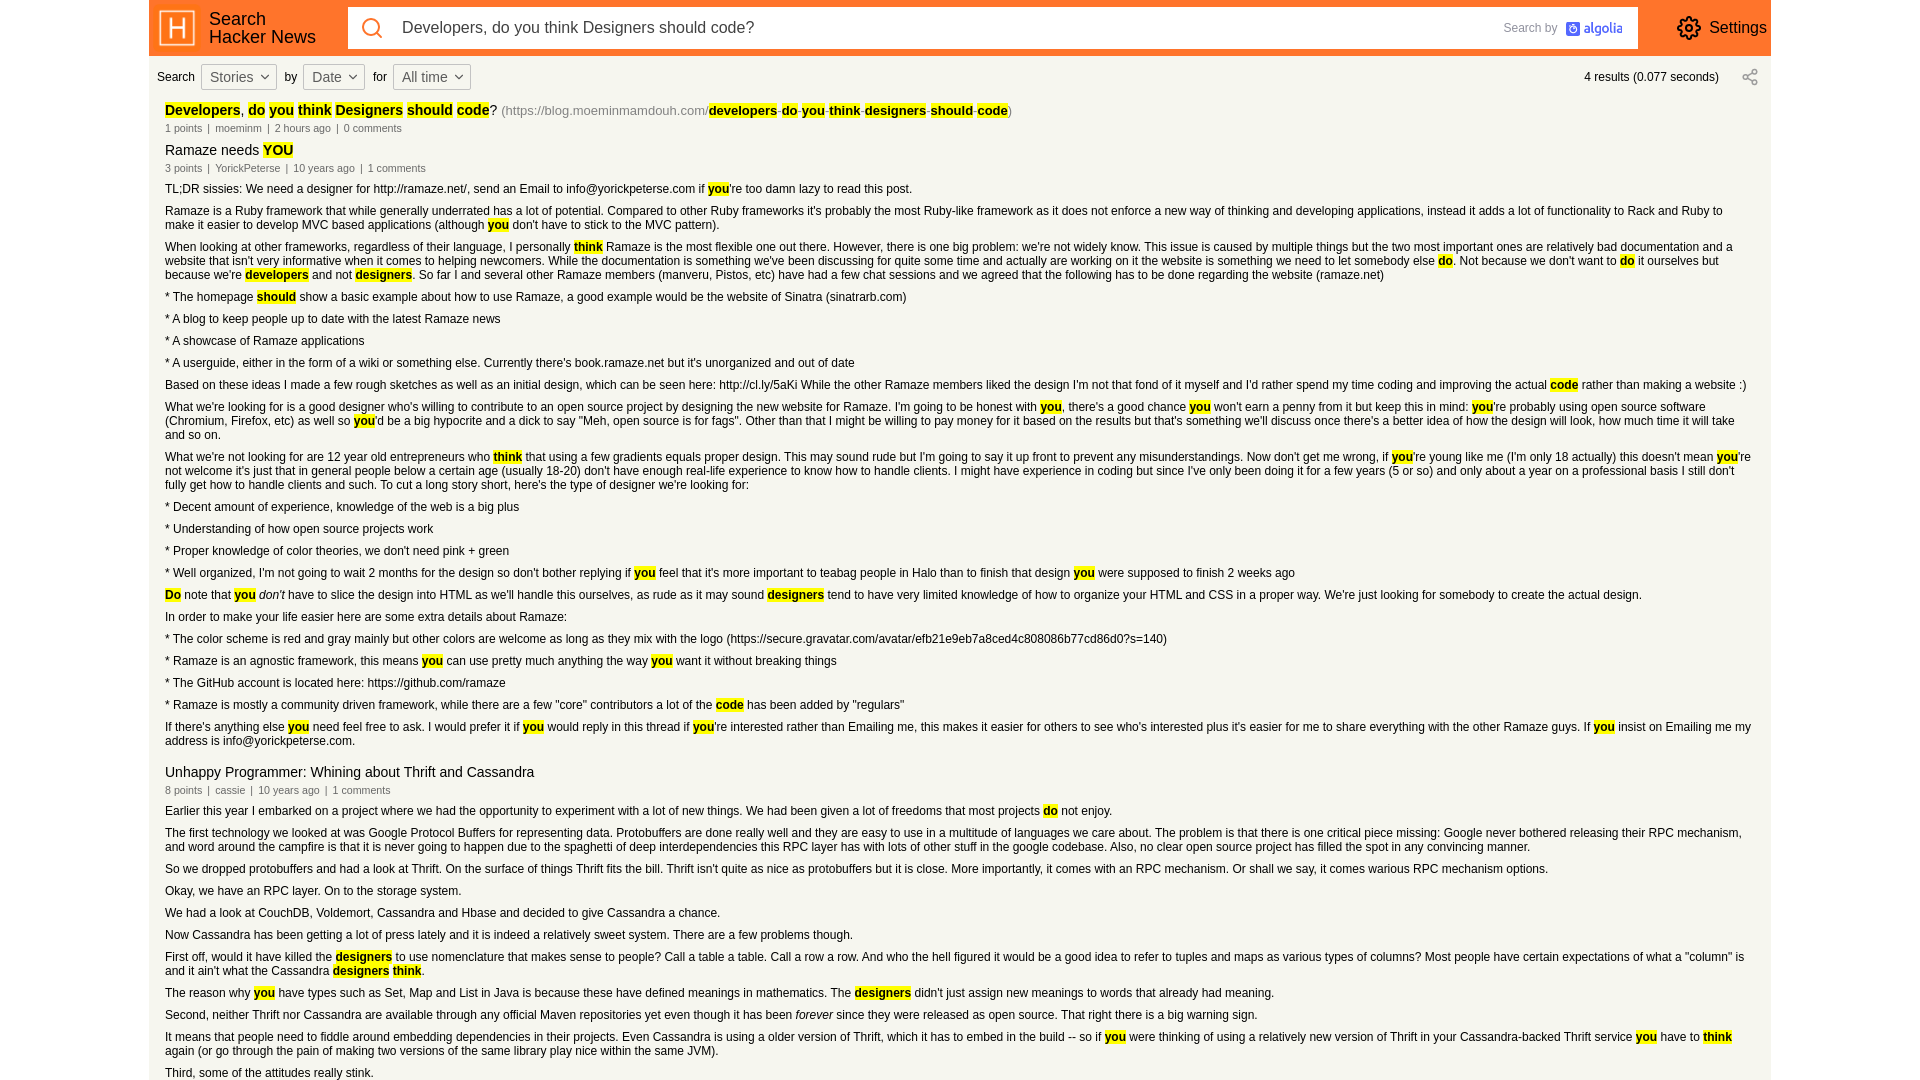 H
Search
Hacker News
Developers, do you think Designers should code?
Search by algolia
Settings
Search Stories by Date for All time
4 results (0.077 seconds)
Developers, do you think Designers should code? (https://blog.moeminmamdouh.com/developers-do-you-think-designers-should-code)
1 points | moeminm | 2 hours ago | 0 comments
Ramaze needs YOU
3 points | YorickPeterse | 10 years ago | 1 comments
TL;DR sissies: We need a designer for http://ramaze.net/, send an Email to info@yorickpeterse.com if you're too damn lazy to read this post.
Ramaze is a Ruby framework that while generally underrated has a lot of potential. Compared to other Ruby frameworks it's probably the most Ruby-like framework as it does not enforce a new way of thinking and developing applications, instead it adds a lot of functionality to Rack and Ruby to
make it easier to develop MVC based applications (although you don't have to stick to the MVC pattern).
When looking at other frameworks, regardless of their language, I personally think Ramaze is the most flexible one out there. However, there is one big problem: we're not widely know. This issue is caused by multiple things but the two most important ones are relatively bad documentation and a
website that isn't very informative when it comes to helping newcomers. While the documentation is something we've been discussing for quite some time and actually are working on it the website is something we need to let somebody else do. Not because we don't want to do it ourselves but
because we're developers and not designers. So far I and several other Ramaze members (manveru, Pistos, etc) have had a few chat sessions and we agreed that the following has to be done regarding the website (ramaze.net)
* The homepage should show a basic example about how to use Ramaze, a good example would be the website of Sinatra (sinatrarb.com)
* A blog to keep people up to date with the latest Ramaze news
* A showcase of Ramaze applications
* A userguide, either in the form of a wiki or something else. Currently there's book.ramaze.net but it's unorganized and out of date
Based on these ideas I made a few rough sketches as well as an initial design, which can be seen here: http://cl.ly/5aKi While the other Ramaze members liked the design I'm not that fond of it myself and I'd rather spend my time coding and improving the actual code rather than making a website :)
What we're looking for is a good designer who's willing to contribute to an open source project by designing the new website for Ramaze. I'm going to be honest with you, there's a good chance you won't earn a penny from it but keep this in mind: you're probably using open source software
(Chromium, Firefox, etc) as well so you'd be a big hypocrite and a dick to say "Meh, open source is for fags". Other than that I might be willing to pay money for it based on the results but that's something we'll discuss once there's a better idea of how the design will look, how much time it will take
and so on.
What we're not looking for are 12 year old entrepreneurs who think that using a few gradients equals proper design. This may sound rude but I'm going to say it up front to prevent any misunderstandings. Now don't get me wrong, if you're young like me (I'm only 18 actually) this doesn't mean you're
not welcome it's just that in general people below a certain age (usually 18-20) don't have enough real-life experience to know how to handle clients. I might have experience in coding but since I've only been doing it for a few years (5 or so) and only about a year on a professional basis I still don't
fully get how to handle clients and such. To cut a long story short, here's the type of designer we're looking for:
* Decent amount of experience, knowledge of the web is a big plus
* Understanding of how open source projects work
* Proper knowledge of color theories, we don't need pink + green
* Well organized, I'm not going to wait 2 months for the design so don't bother replying if you feel that it's more important to teabag people in Halo than to finish that design you were supposed to finish 2 weeks ago
Do note that you don't have to slice the design into HTML as we'll handle this ourselves, as rude as it may sound designers tend to have very limited knowledge of how to organize your HTML and CSS in a proper way. We're just looking for somebody to create the actual design.
In order to make your life easier here are some extra details about Ramaze:
* The color scheme is red and gray mainly but other colors are welcome as long as they mix with the logo (https://secure.gravatar.com/avatar/efb21e9eb7a8ced4c808086b77cd86d0?s=140)
* Ramaze is an agnostic framework, this means you can use pretty much anything the way you want it without breaking things
* The GitHub account is located here: https://github.com/ramaze
* Ramaze is mostly a community driven framework, while there are a few "core" contributors a lot of the code has been added by "regulars"
If there's anything else you need feel free to ask. I would prefer it if you would reply in this thread if you're interested rather than Emailing me, this makes it easier for others to see who's interested plus it's easier for me to share everything with the other Ramaze guys. If you insist on Emailing me my
address is info@yorickpeterse.com.
Unhappy Programmer: Whining about Thrift and Cassandra
8 points | cassie | 10 years ago | 1 comments
Earlier this year I embarked on a project where we had the opportunity to experiment with a lot of new things. We had been given a lot of freedoms that most projects do not enjoy.
The first technology we looked at was Google Protocol Buffers for representing data. Protobuffers are done really well and they are easy to use in a multitude of languages we care about. The problem is that there is one critical piece missing: Google never bothered releasing their RPC mechanism,
and word around the campfire is that it is never going to happen due to the spaghetti of deep interdependencies this RPC layer has with lots of other stuff in the google codebase. Also, no clear open source project has filled the spot in any convincing manner.
So we dropped protobuffers and had a look at Thrift. On the surface of things Thrift fits the bill. Thrift isn't quite as nice as protobuffers but it is close. More importantly, it comes with an RPC mechanism. Or shall we say, it comes warious RPC mechanism options.
Okay, we have an RPC layer. On to the storage system.
We had a look at CouchDB, Voldemort, Cassandra and Hbase and decided to give Cassandra a chance.
Now Cassandra has been getting a lot of press lately and it is indeed a relatively sweet system. There are a few problems though.
First off, would it have killed the designers to use nomenclature that makes sense to people? Call a table a table. Call a row a row. And who the hell figured it would be a good idea to refer to tuples and maps as various types of columns? Most people have certain expectations of what a "column" is
and it ain't what the Cassandra designers think.
The reason why you have types such as Set, Map and List in Java is because these have defined meanings in mathematics. The designers didn't just assign new meanings to words that already had meaning.
Second, neither Thrift nor Cassandra are available through any official Maven repositories yet even though it has been forever since they were released as open source. That right there is a big warning sign.
It means that people need to fiddle around embedding dependencies in their projects. Even Cassandra is using a older version of Thrift, which it has to embed in the build -- so if you were thinking of using a relatively new version of Thrift in your Cassandra-backed Thrift service you have to think
again (or go through the pain of making two versions of the same library play nice within the same JVM).
Third, some of the attitudes really stink.